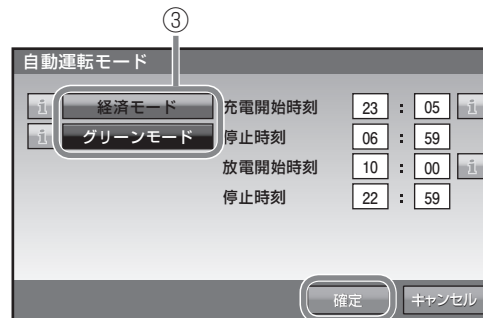 ③
自動運転モード
i 経済モード 充電開始時刻 23 : 05 i
i グリーンモード 停止時刻 06 : 59
放電開始時刻 10 : 00 i
停止時刻 22 : 59
確定 キャンセル